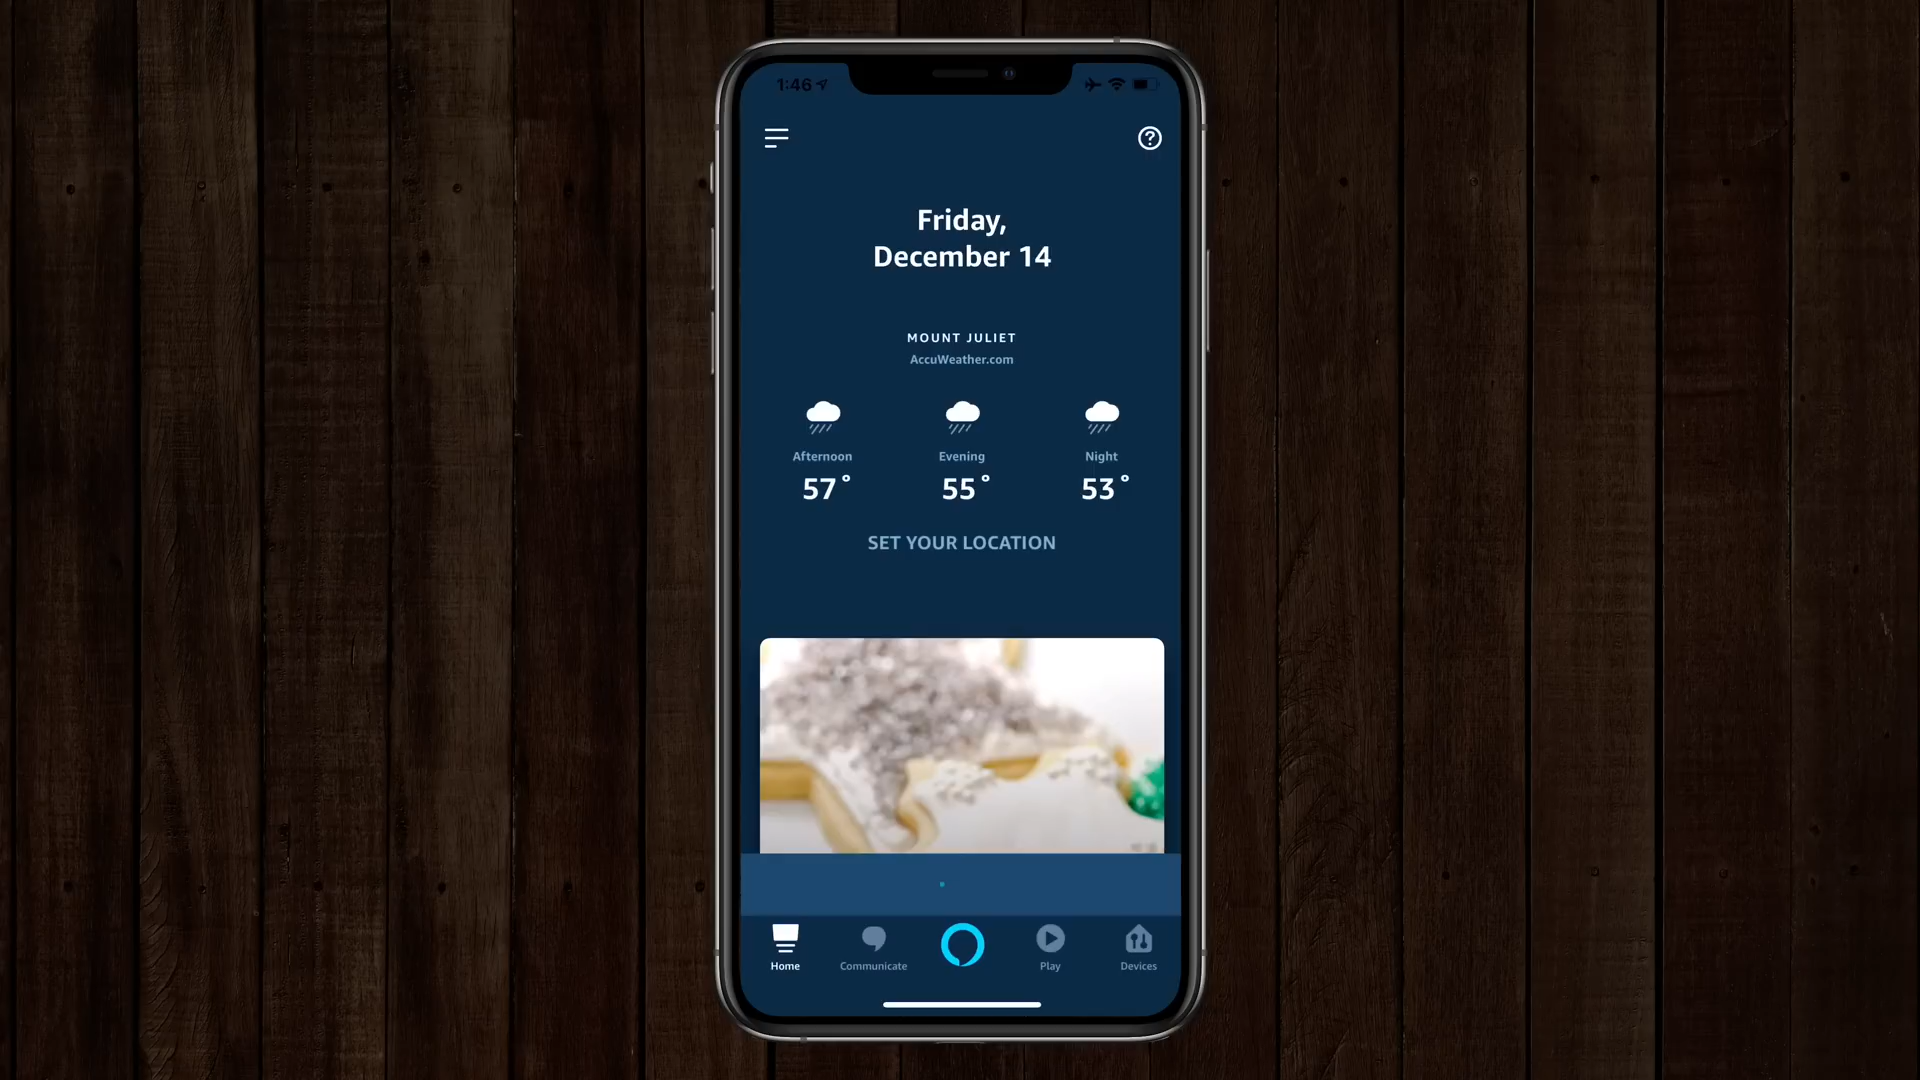 1:46
Friday,
December 14
MOUNT JULIET
AccuWeather.com
Afternoon Evening Night
57° 55° 53°
SET YOUR LOCATION
Home Communicate Play Devices